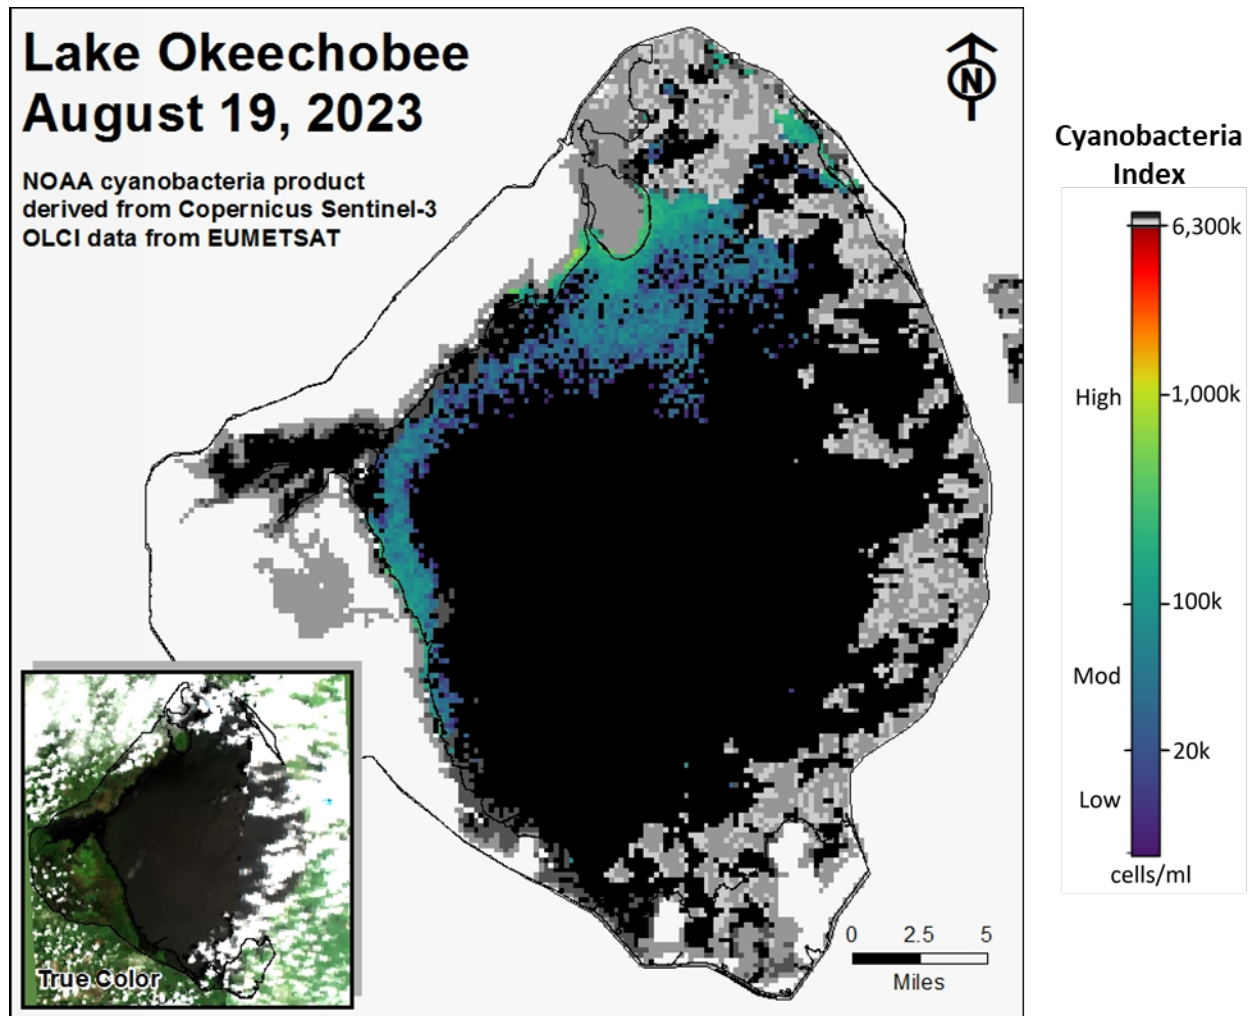 Lake Okeechobee
August 19, 2023
NOAA cyanobacteria product
derived from Copernicus Sentinel-3
OLCI data from EUMETSAT
N
Cyanobacteria
Index
6,300k
High
1,000k
100k
Mod
20k
Low
cells/ml
0 2.5 5
Miles
True Color